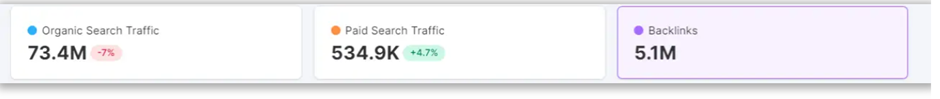 Organic Search Traffic
73.4M -7%
Paid Search Traffic
534.9K +4.7%
Backlinks
5.1M